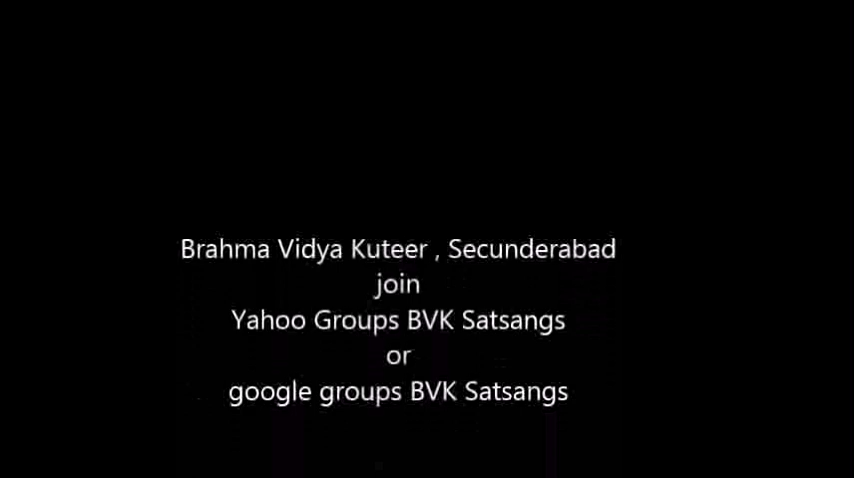 Brahma Vidya Kuteer , Secunderabad
join
Yahoo Groups BVK Satsangs
or
google groups BVK Satsangs